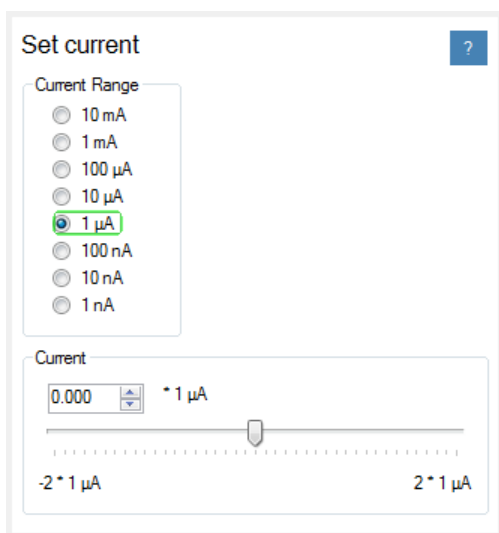 Set current
?
Current Range
10 mA
1 mA
100 µA
10 µA
1 µA
100 nA
10 nA
1 nA
Current
0.000 * 1 µA
-2 * 1 µA 2 * 1 µA